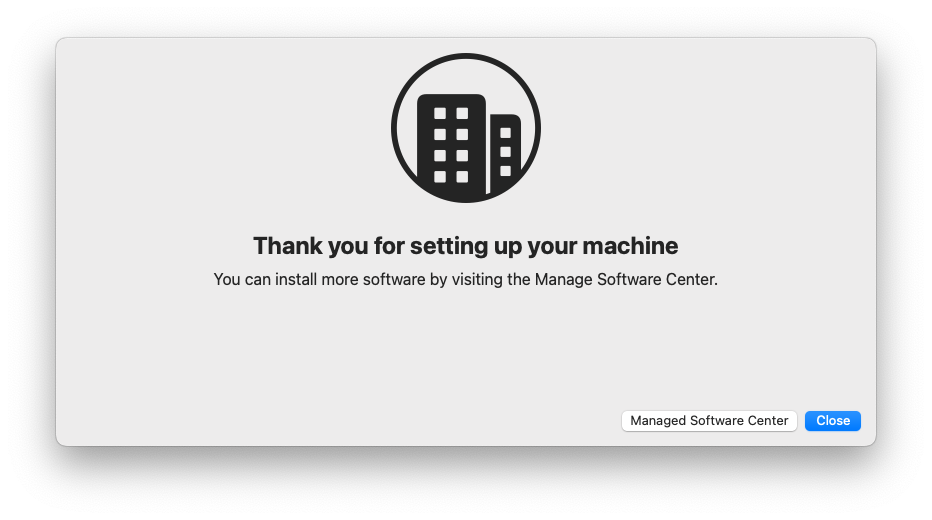 Thank you for setting up your machine
You can install more software by visiting the Manage Software Center.
Managed Software Center
Close